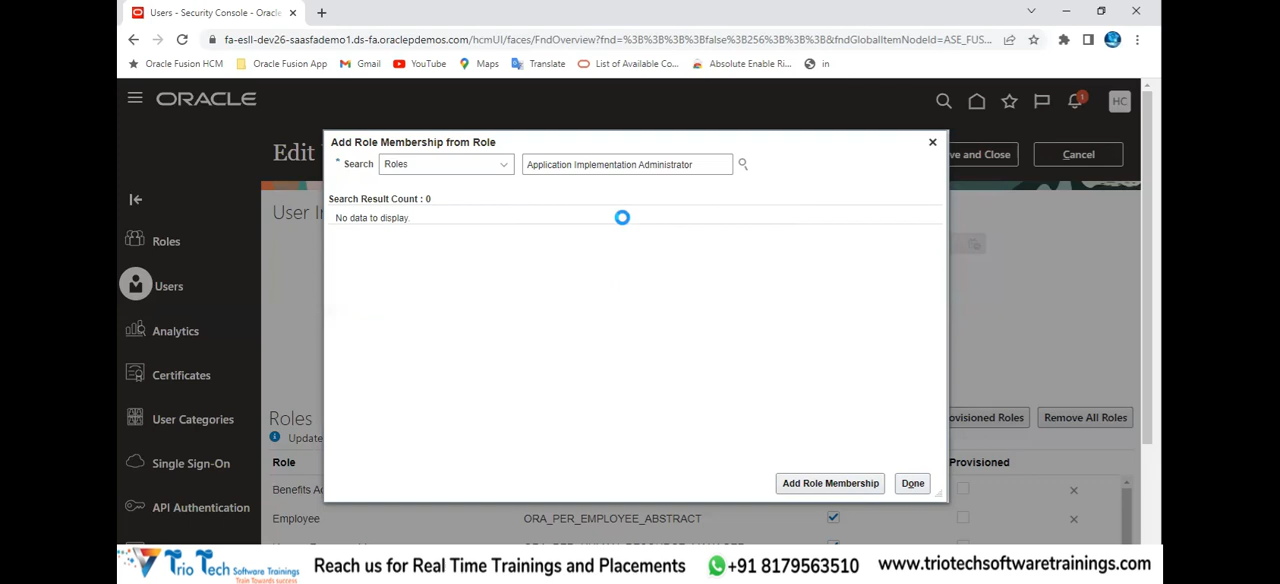 Users - Security Console - Oracle
fa-esll-dev26-saasfademo1.ds-fa.oraclepdemos.com/hcmUI/faces/FndOverview?fnd=%3B%3B%3B%3Bfalse%3B256%3B%3B%3B&fndGlobalItemNodeId=ASE_FUS...
Oracle Fusion HCM
Oracle Fusion App
Gmail
YouTube
Maps
Translate
List of Available Co...
Absolute Enable Ri...
in
ORACLE
1
HC
Add Role Membership from Role
Edit
* Search
Roles
Application Implementation Administrator
ve and Close
Cancel
Search Result Count : 0
User In
No data to display.
Roles
Users
Analytics
Certificates
User Categories
Single Sign-On
API Authentication
Roles
ovisioned Roles
Remove All Roles
Update
Role
Provisioned
Add Role Membership
Done
Benefits Ad
Employee
ORA_PER_EMPLOYEE_ABSTRACT
Trio Tech Software Trainings
Train Towards success
Reach us for Real Time Trainings and Placements
+91 8179563510
www.triotechsoftwaretrainings.com